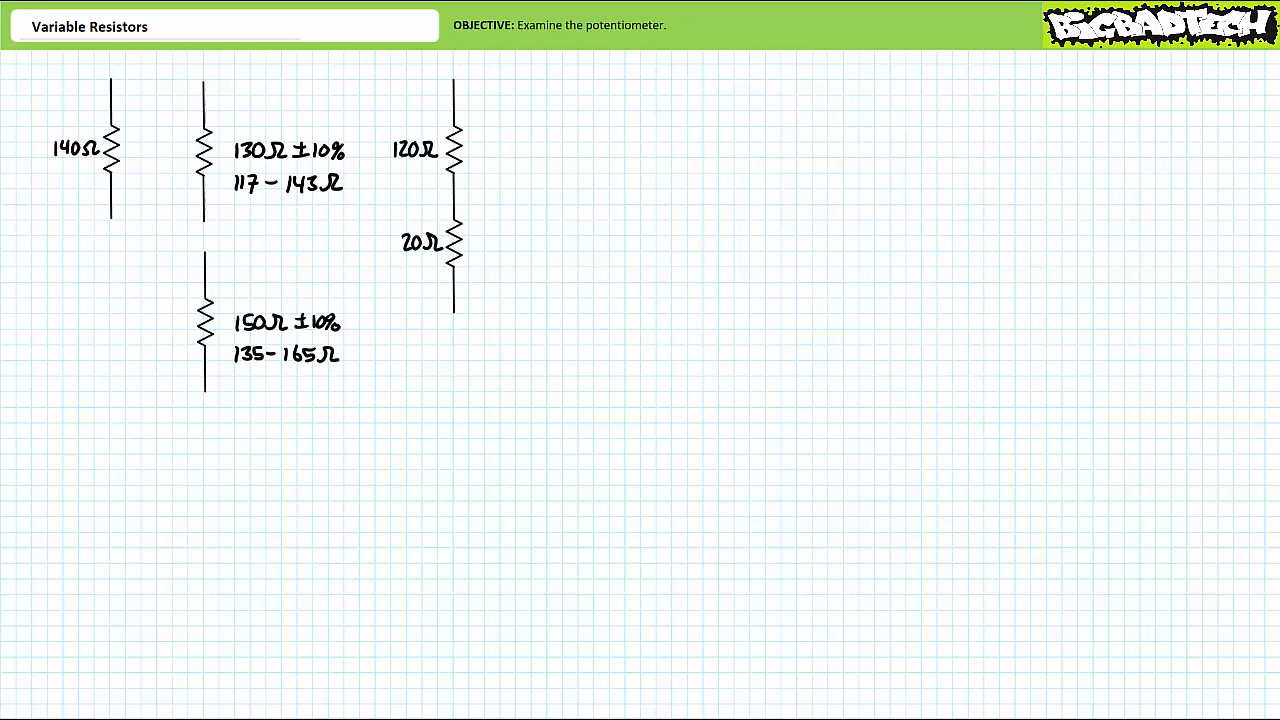 Variable Resistors
OBJECTIVE: Examine the potentiometer.
BIGBADTECH
140Ω
130Ω ±10%
117 – 143Ω
150Ω ±10%
135 – 165Ω
120Ω
20Ω